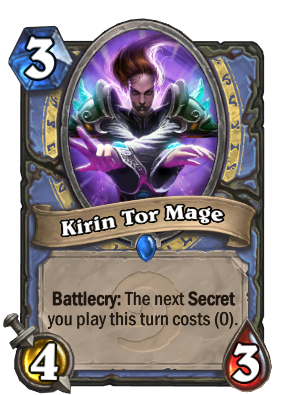 3
Kirin Tor Mage
Battlecry: The next Secret
you play this turn costs (0).
4
3